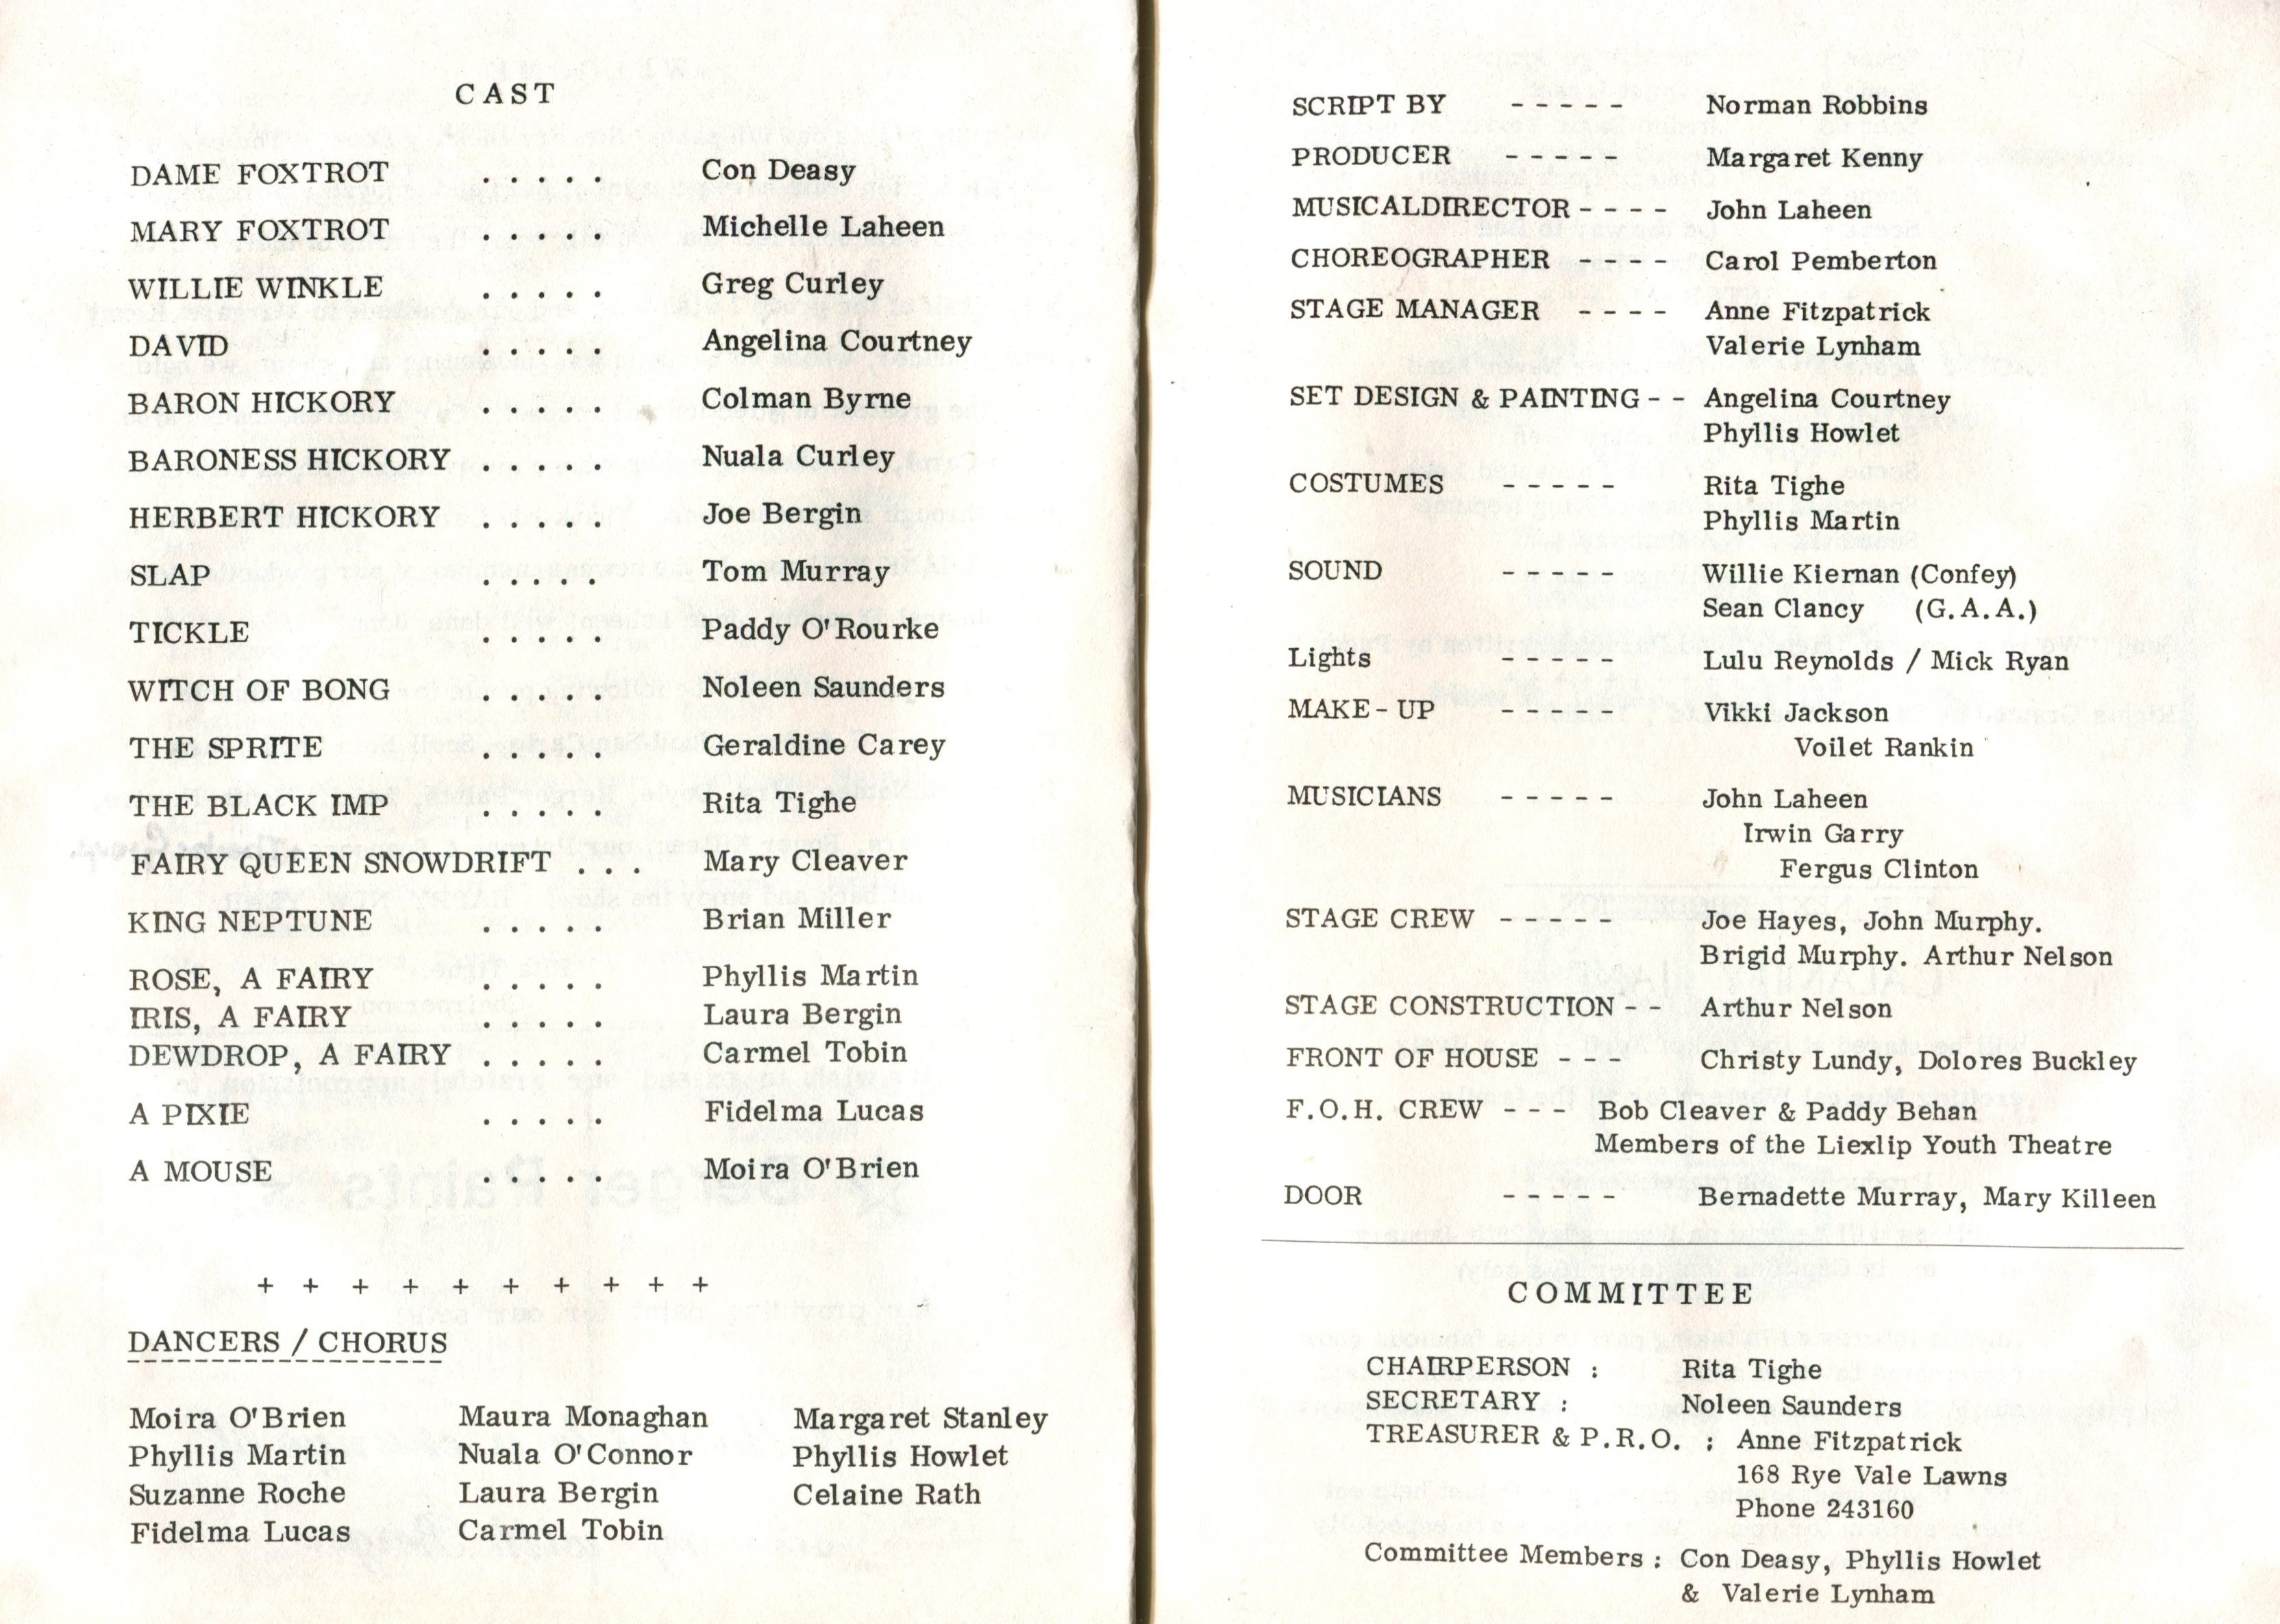 CAST
DAME FOXTROT . . . . . Con Deasy
MARY FOXTROT . . . . . Michelle Laheen
WILLIE WINKLE . . . . . Greg Curley
DAVID . . . . . Angelina Courtney
BARON HICKORY . . . . . Colman Byrne
BARONESS HICKORY . . . . . Nuala Curley
HERBERT HICKORY . . . . . Joe Bergin
SLAP . . . . . Tom Murray
TICKLE . . . . . Paddy O'Rourke
WITCH OF BONG . . . . . Noleen Saunders
THE SPRITE . . . . . Geraldine Carey
THE BLACK IMP . . . . . Rita Tighe
FAIRY QUEEN SNOWDRIFT . . . Mary Cleaver
KING NEPTUNE . . . . . Brian Miller
ROSE, A FAIRY . . . . . Phyllis Martin
IRIS, A FAIRY . . . . . Laura Bergin
DEWDROP, A FAIRY . . . . . Carmel Tobin
A PIXIE . . . . . Fidelma Lucas
A MOUSE . . . . . Moira O'Brien
+ + + + + + + + + +
DANCERS / CHORUS
Moira O'Brien Maura Monaghan Margaret Stanley
Phyllis Martin Nuala O'Connor Phyllis Howlet
Suzanne Roche Laura Bergin Celaine Rath
Fidelma Lucas Carmel Tobin
SCRIPT BY - - - - - Norman Robbins
PRODUCER - - - - - Margaret Kenny
MUSICALDIRECTOR - - - - John Laheen
CHOREOGRAPHER - - - - Carol Pemberton
STAGE MANAGER - - - - Anne Fitzpatrick
Valerie Lynham
SET DESIGN & PAINTING - - Angelina Courtney
Phyllis Howlet
COSTUMES - - - - - Rita Tighe
Phyllis Martin
SOUND - - - - - Willie Kiernan (Confey)
Sean Clancy (G.A.A.)
Lights - - - - - Lulu Reynolds / Mick Ryan
MAKE - UP - - - - - Vikki Jackson
Voilet Rankin
MUSICIANS - - - - - John Laheen
Irwin Garry
Fergus Clinton
STAGE CREW - - - - - Joe Hayes, John Murphy.
Brigid Murphy. Arthur Nelson
STAGE CONSTRUCTION - - Arthur Nelson
FRONT OF HOUSE - - - Christy Lundy, Dolores Buckley
F.O.H. CREW - - - Bob Cleaver & Paddy Behan
Members of the Liexlip Youth Theatre
DOOR - - - - - Bernadette Murray, Mary Killeen
COMMITTEE
CHAIRPERSON : Rita Tighe
SECRETARY : Noleen Saunders
TREASURER & P.R.O. : Anne Fitzpatrick
168 Rye Vale Lawns
Phone 243160
Committee Members : Con Deasy, Phyllis Howlet
& Valerie Lynham